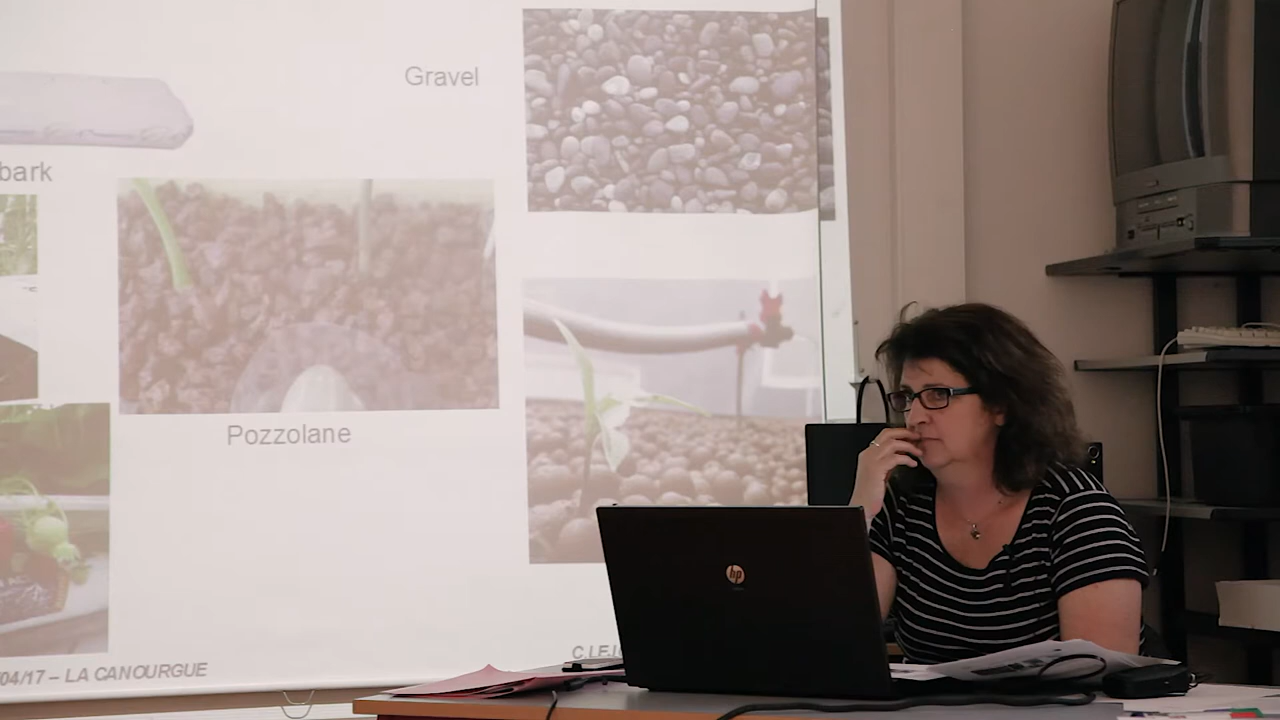 Gravel
bark
Pozzolane
04/17 – LA CANOURGUE
hp